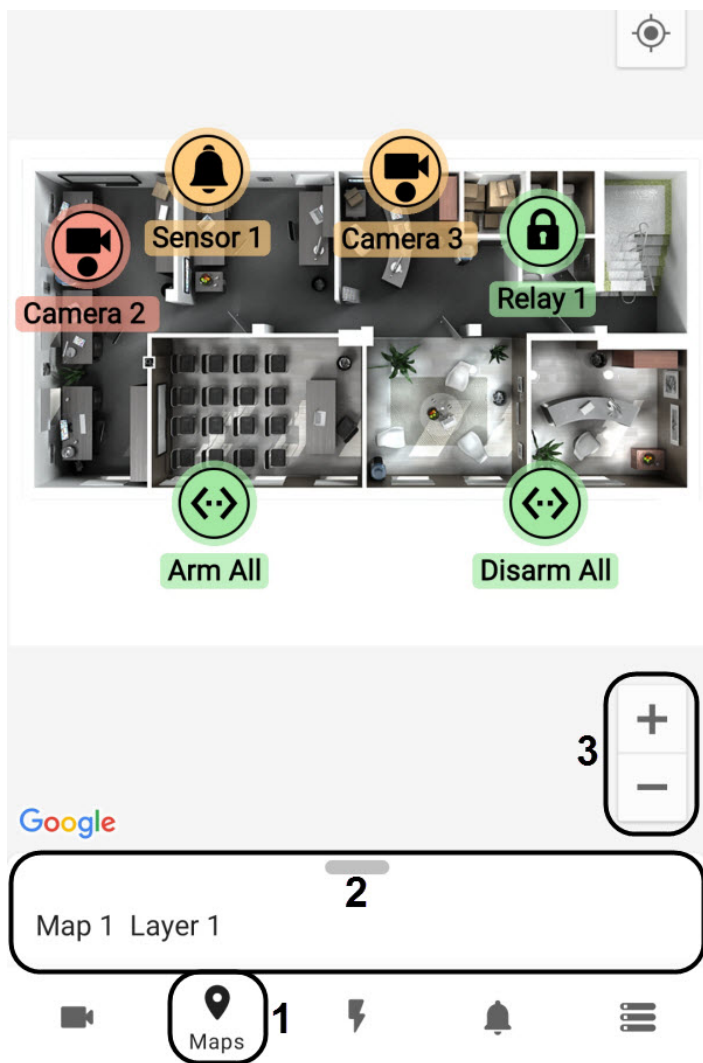 Sensor 1
Camera 3
Camera 2
Relay 1
Arm All
Disarm All
3
Google
2
Map 1 Layer 1
1
Maps